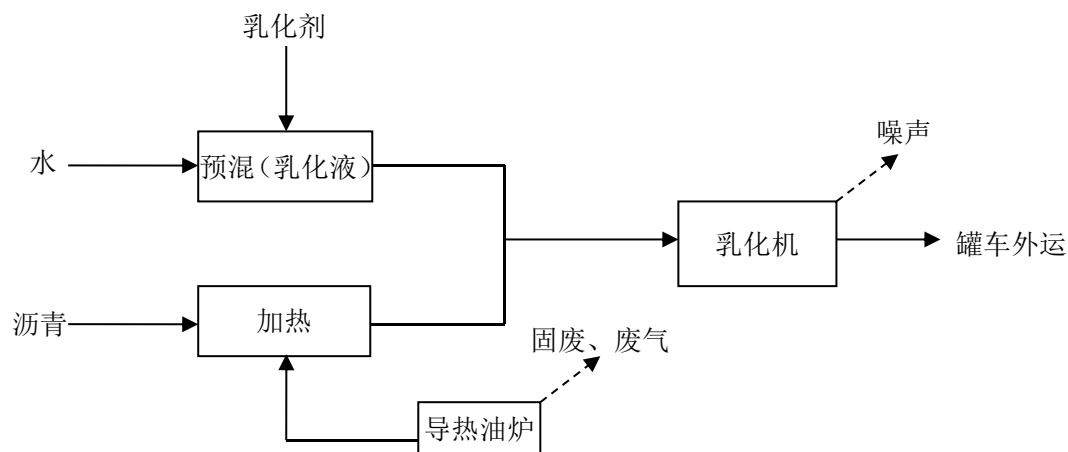 乳化剂
噪声
水
预混（乳化液）
乳化机
罐车外运
沥青
加热
固废、废气
导热油炉